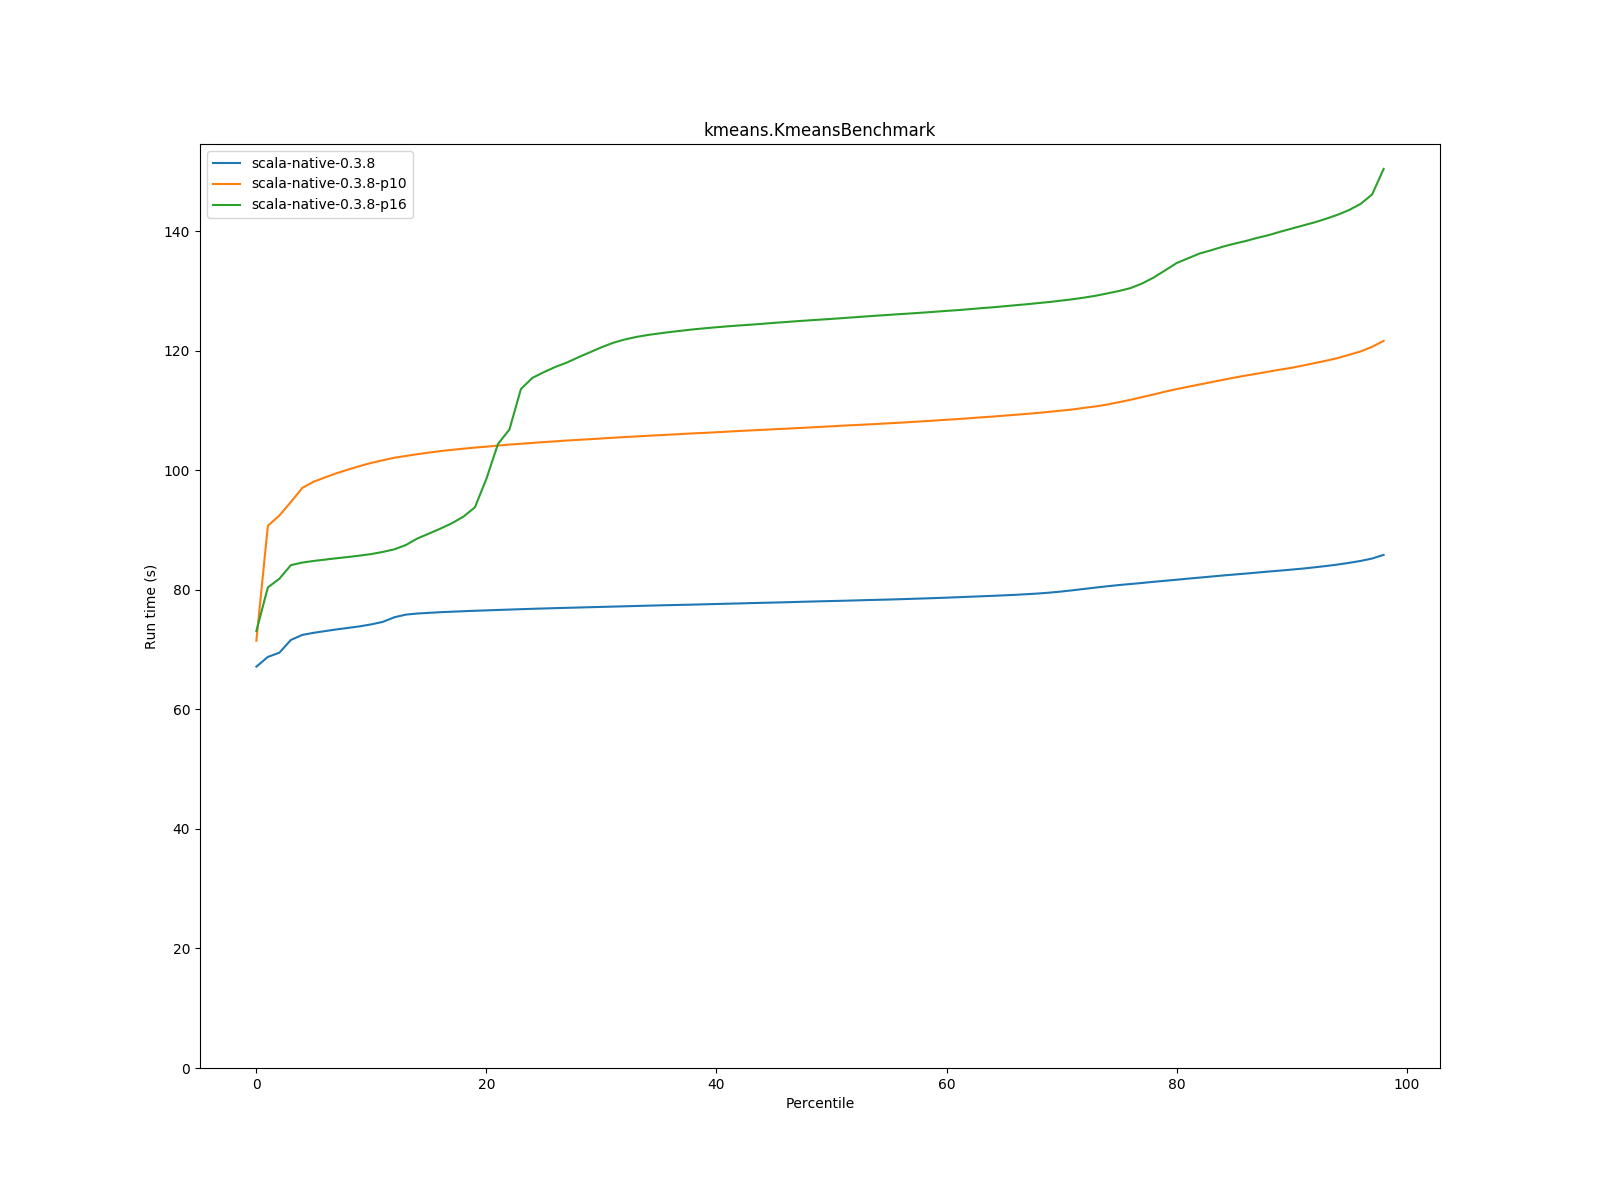 kmeans.KmeansBenchmark
scala-native-0.3.8
scala-native-0.3.8-p10
scala-native-0.3.8-p16
Run time (s)
140
120
100
80
60
40
20
0
0 20 40 60 80 100
Percentile